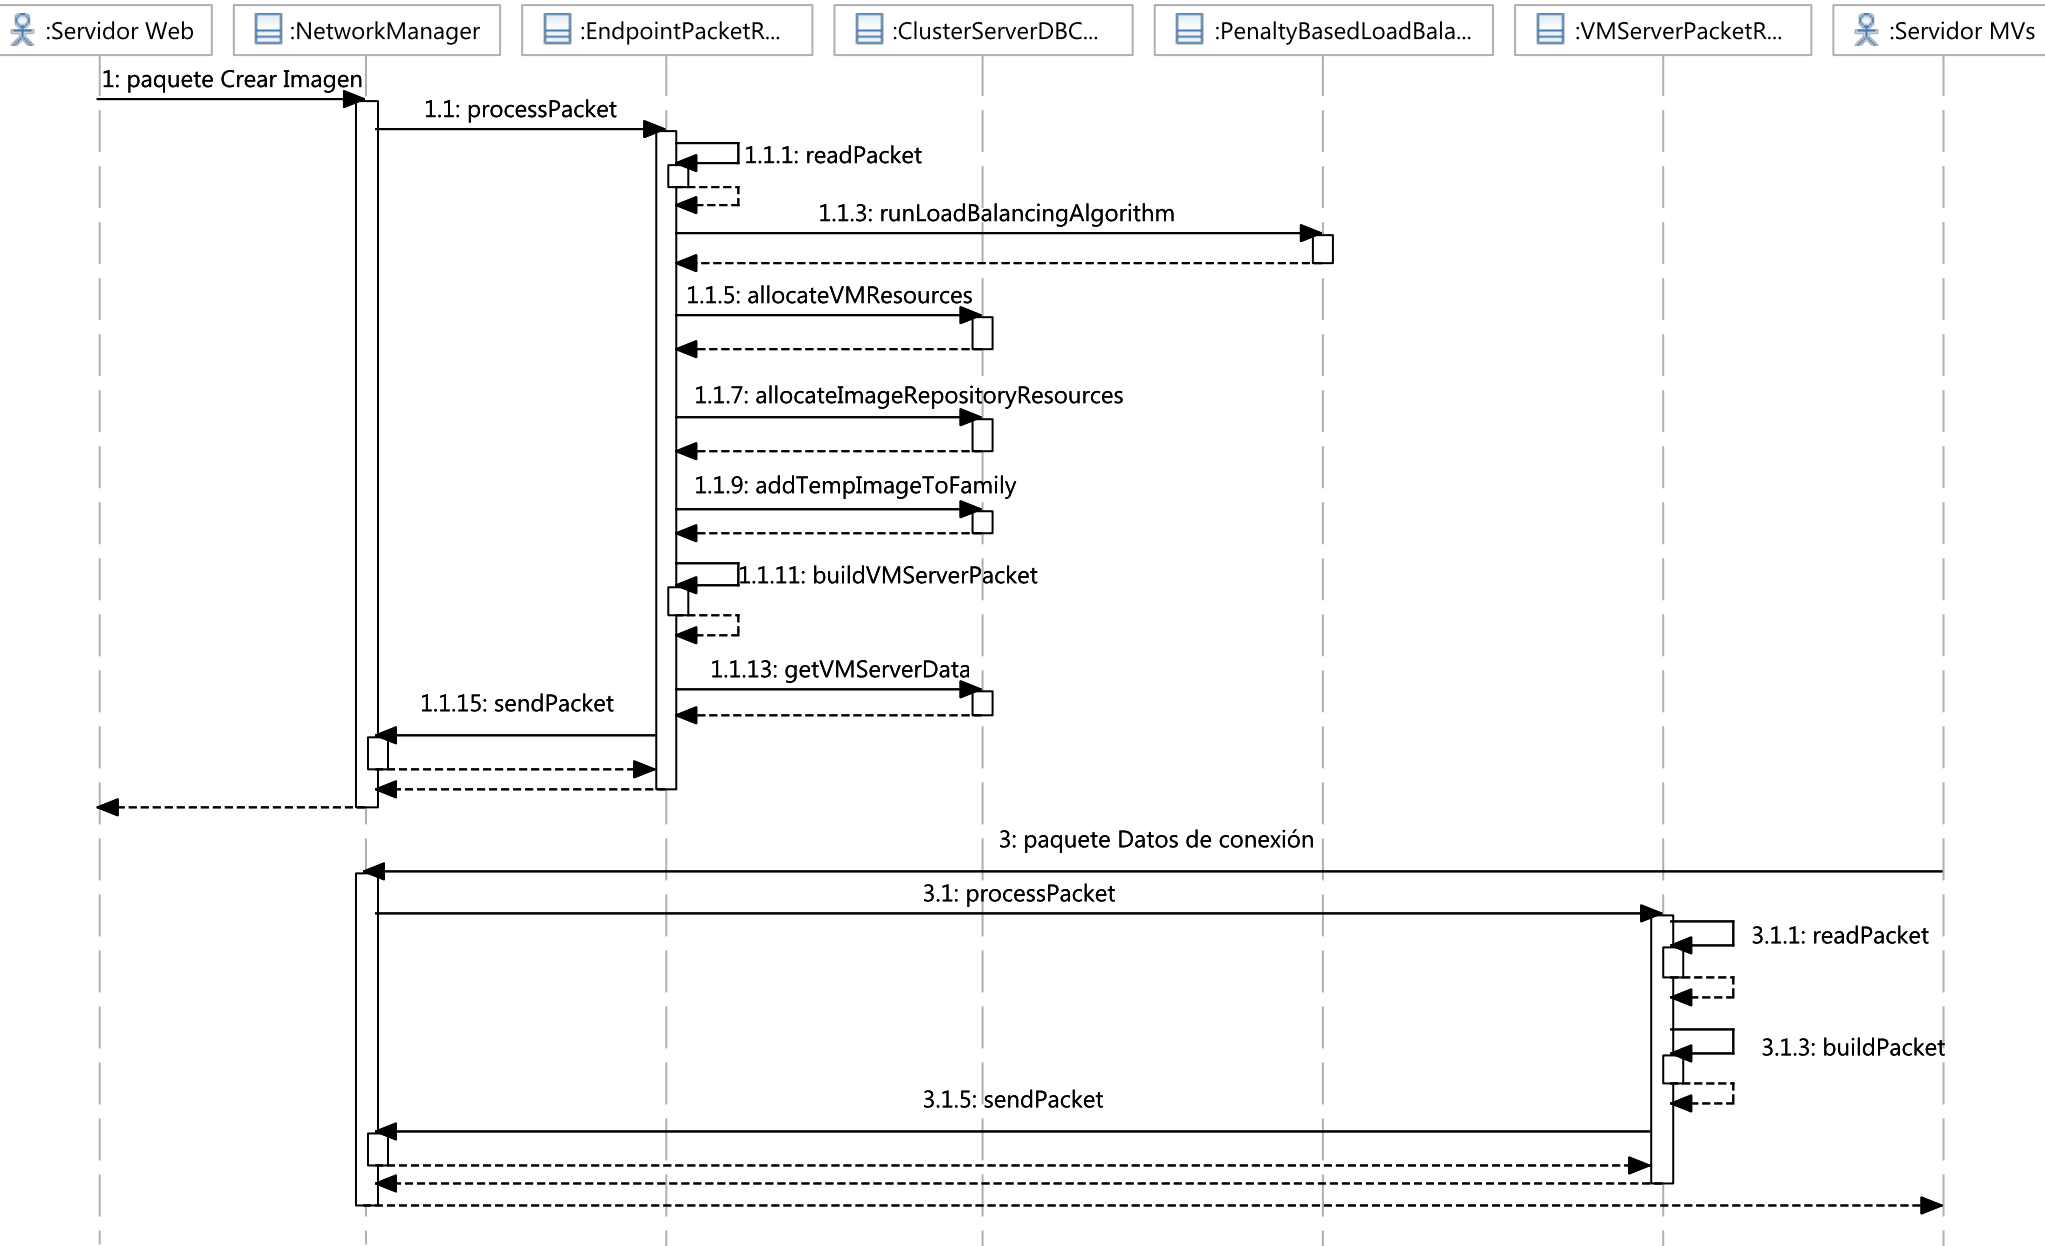 :Servidor Web
:NetworkManager
:EndpointPacketR...
:ClusterServerDBC...
:PenaltyBasedLoadBala...
:VMServerPacketR...
:Servidor MVs
1: paquete Crear Imagen
1.1: processPacket
1.1.1: readPacket
1.1.3: runLoadBalancingAlgorithm
1.1.5: allocateVMResources
1.1.7: allocateImageRepositoryResources
1.1.9: addTempImageToFamily
1.1.11: buildVMServerPacket
1.1.13: getVMServerData
1.1.15: sendPacket
3: paquete Datos de conexión
3.1: processPacket
3.1.1: readPacket
3.1.3: buildPacket
3.1.5: sendPacket